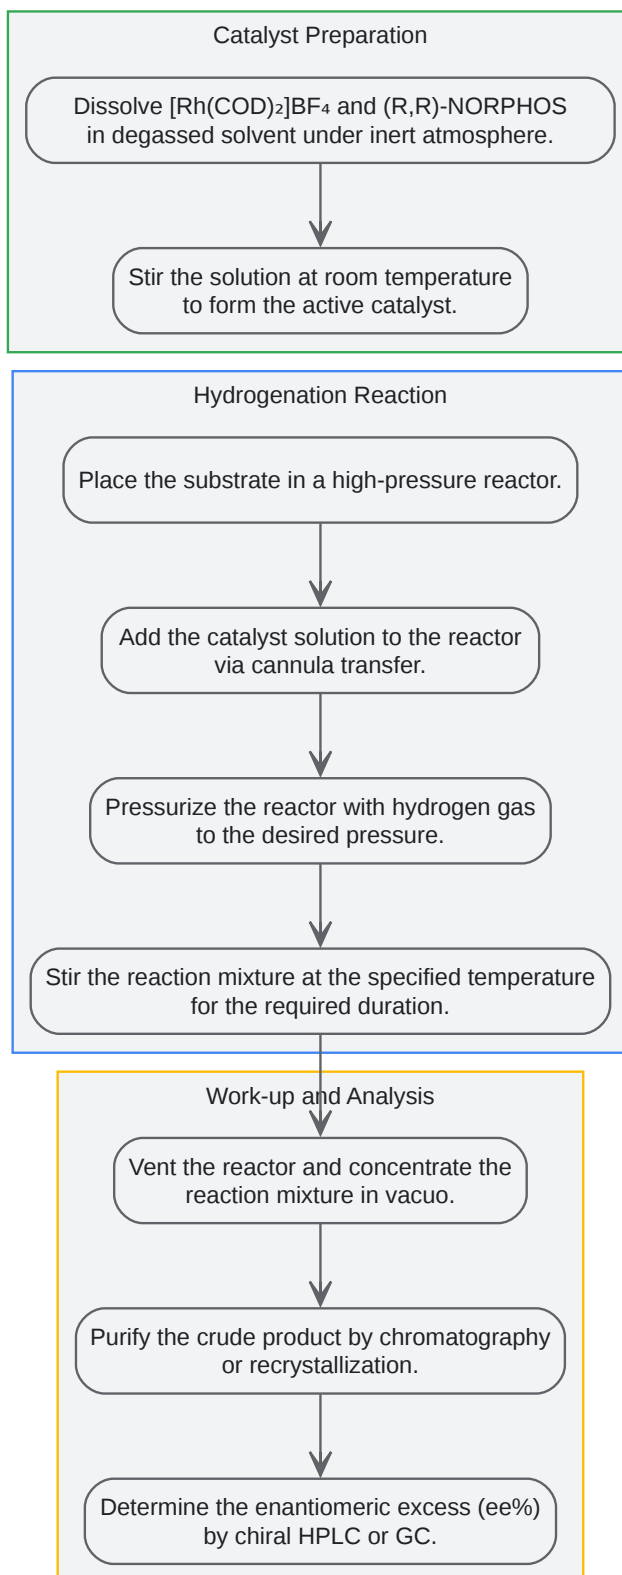 Catalyst Preparation
Dissolve [Rh(COD)₂]BF₄ and (R,R)-NORPHOS
in degassed solvent under inert atmosphere.
Stir the solution at room temperature
to form the active catalyst.
Hydrogenation Reaction
Place the substrate in a high-pressure reactor.
Add the catalyst solution to the reactor
via cannula transfer.
Pressurize the reactor with hydrogen gas
to the desired pressure.
Stir the reaction mixture at the specified temperature
for the required duration.
Work-up and Analysis
Vent the reactor and concentrate the
reaction mixture in vacuo.
Purify the crude product by chromatography
or recrystallization.
Determine the enantiomeric excess (ee%)
by chiral HPLC or GC.